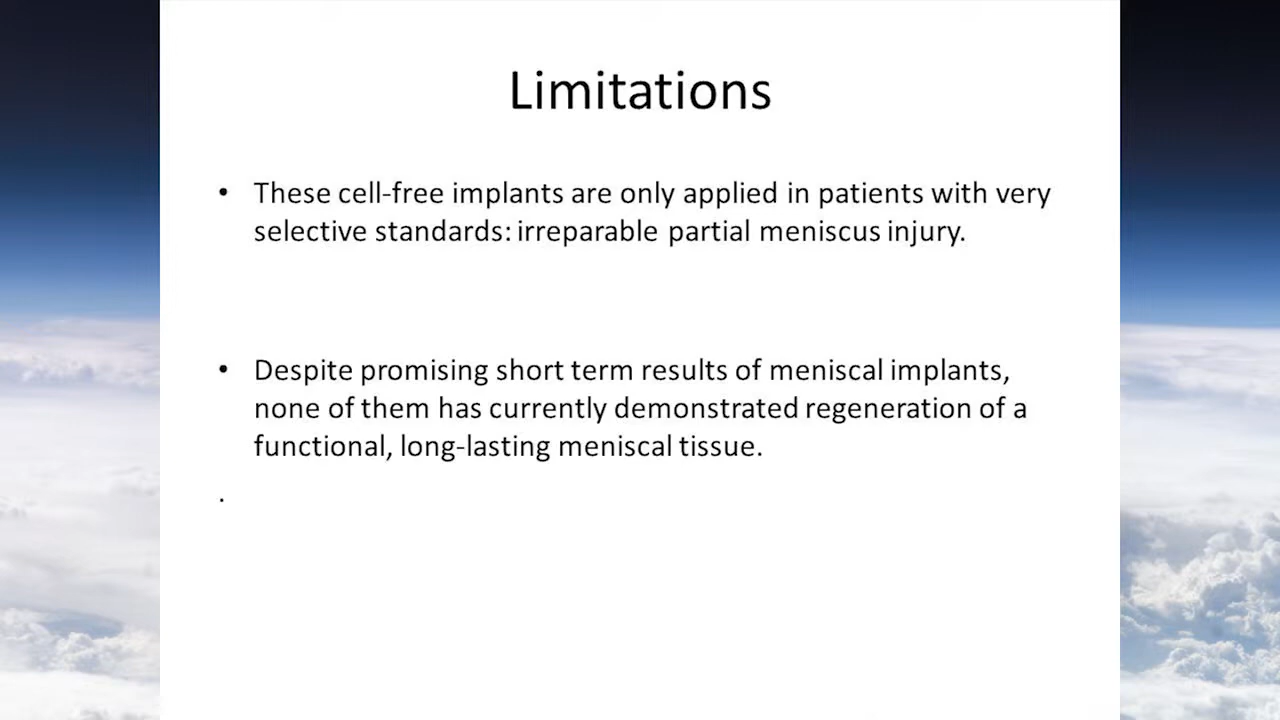 Limitations
• These cell-free implants are only applied in patients with very
selective standards: irreparable partial meniscus injury.
• Despite promising short term results of meniscal implants,
none of them has currently demonstrated regeneration of a
functional, long-lasting meniscal tissue.
.